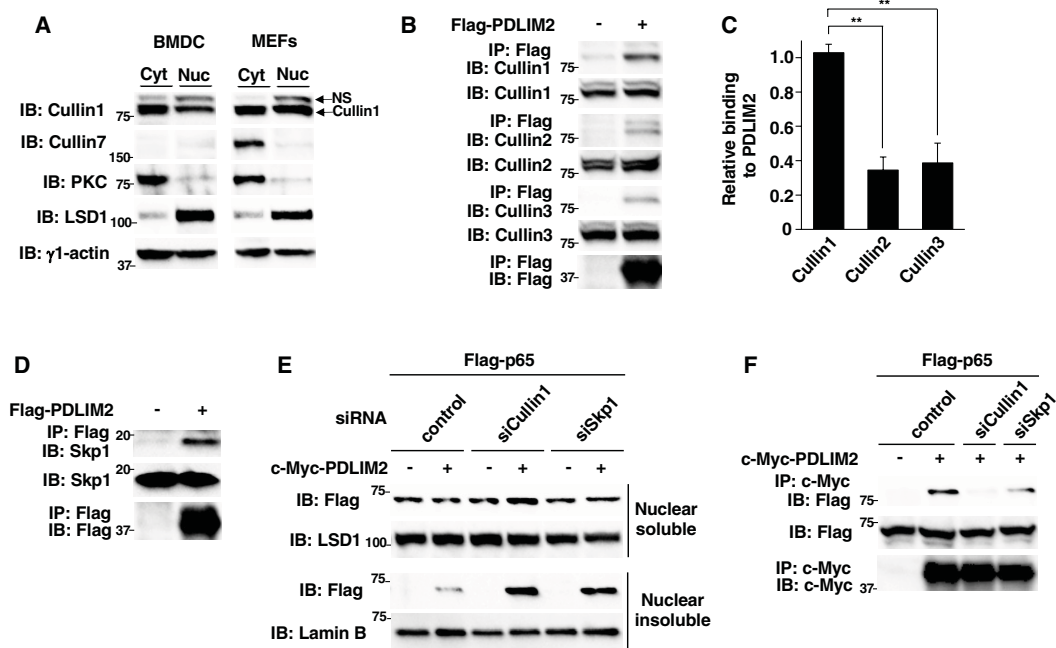 A
BMDC MEFs
Cyt Nuc Cyt Nuc
NS
IB: Cullin1
Cullin1
75-
IB: Cullin7
150-
IB: PKC
75-
IB: LSD1
100-
IB: γ1-actin
37-
B
Flag-PDLIM2 - +
IP: Flag
IB: Cullin1
75-
IB: Cullin1
75-
IP: Flag
IB: Cullin2
75-
IB: Cullin2
75-
IP: Flag
IB: Cullin3
75-
IB: Cullin3
75-
IP: Flag
IB: Flag
37-
C
**
**
Relative binding
to PDLIM2
1.0
0.8
0.6
0.4
0.2
0
Cullin1
Cullin2
Cullin3
D
Flag-PDLIM2 - +
IP: Flag
IB: Skp1
20-
IB: Skp1
20-
IP: Flag
IB: Flag
37-
E
Flag-p65
siRNA
control siCullin1 siSkp1
c-Myc-PDLIM2 - + - + - +
IB: Flag
75-
IB: LSD1 100-
Nuclear
soluble
IB: Flag
75-
IB: Lamin B
75-
Nuclear
insoluble
F
Flag-p65
control siCullin1 siSkp1
c-Myc-PDLIM2 - + + +
IP: c-Myc
IB: Flag
75-
IB: Flag
75-
IP: c-Myc
IB: c-Myc
37-